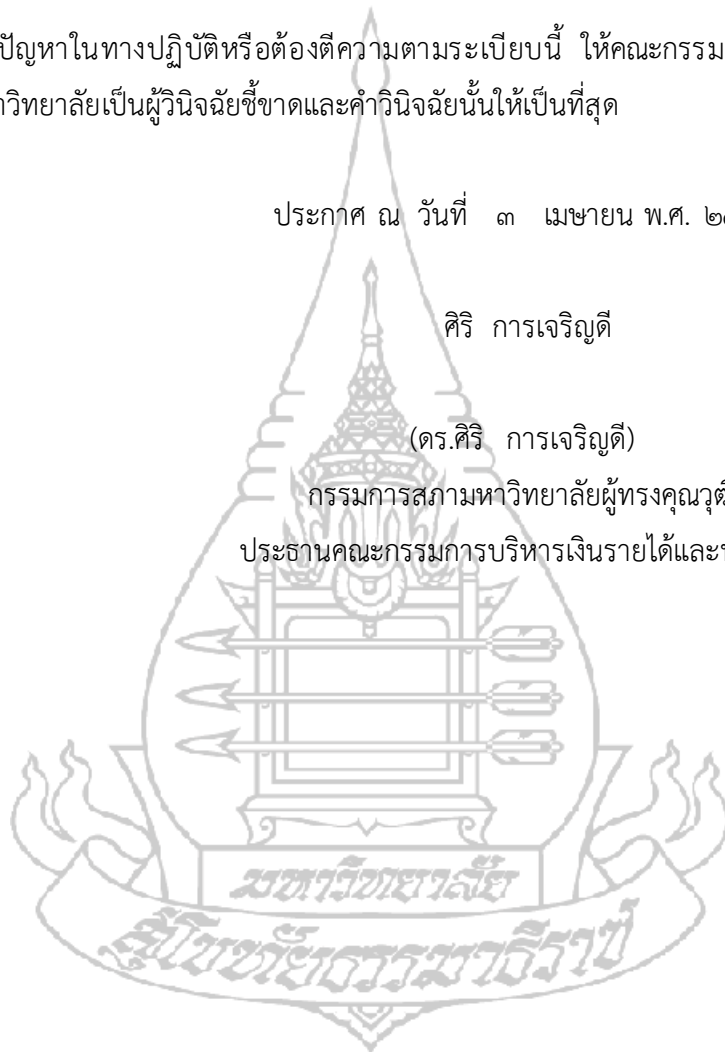 ปัญหาในทางปฏิบัติหรือต้องตีความตามระเบียบนี้ ให้คณะกรรม
วิทยาลัยเป็นผู้วินิจฉัยชี้ขาดและคำวินิจฉัยนั้นให้เป็นที่สุด
ประกาศ ณ วันที่ ๓ เมษายน พ.ศ. ๒
ศิริ การเจริญดี
(ดร.ศิริ การเจริญดี)
กรรมการสภามหาวิทยาลัยผู้ทรงคุณวุฒิ
ประธานคณะกรรมการบริหารเงินรายได้และ
มหาวิทยาลัย
สุโขทัยธรรมาธิราช